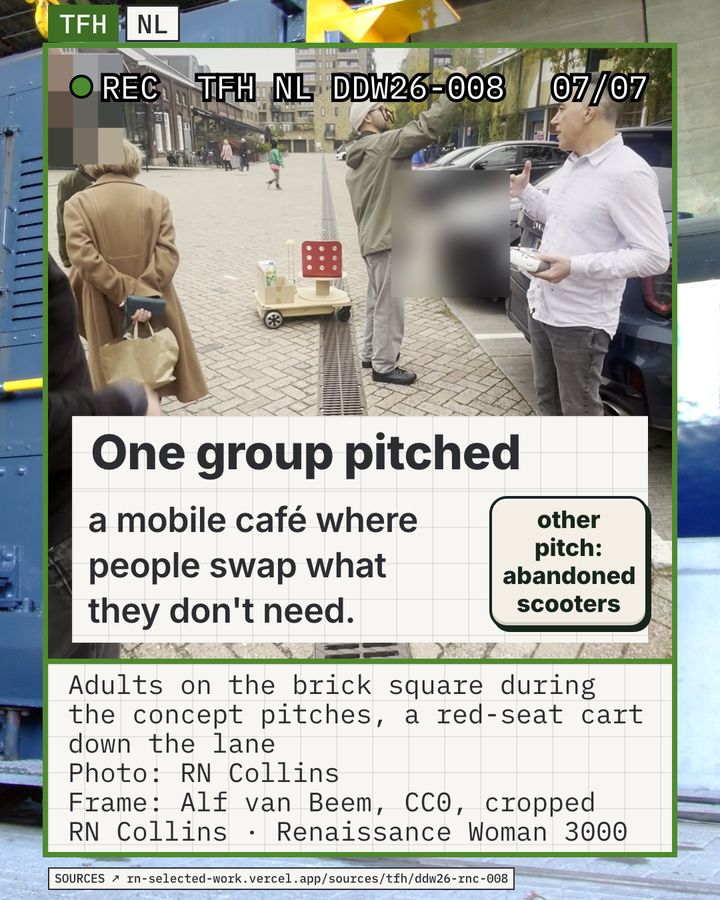 TFH NL
REC TFH NL DDW26-008 07/07
One group pitched
a mobile café where
people swap what
they don't need.
other
pitch:
abandoned
scooters
Adults on the brick square during
the concept pitches, a red-seat cart
down the lane
Photo: RN Collins
Frame: Alf van Beem, CC0, cropped
RN Collins · Renaissance Woman 3000
SOURCES ↗ rn-selected-work.vercel.app/sources/tfh/ddw26-rnc-008